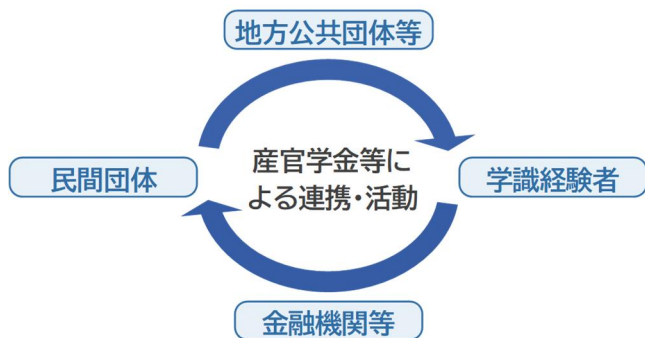 地方公共団体等
産官学金等に
よる連携・活動
民間団体
学識経験者
金融機関等